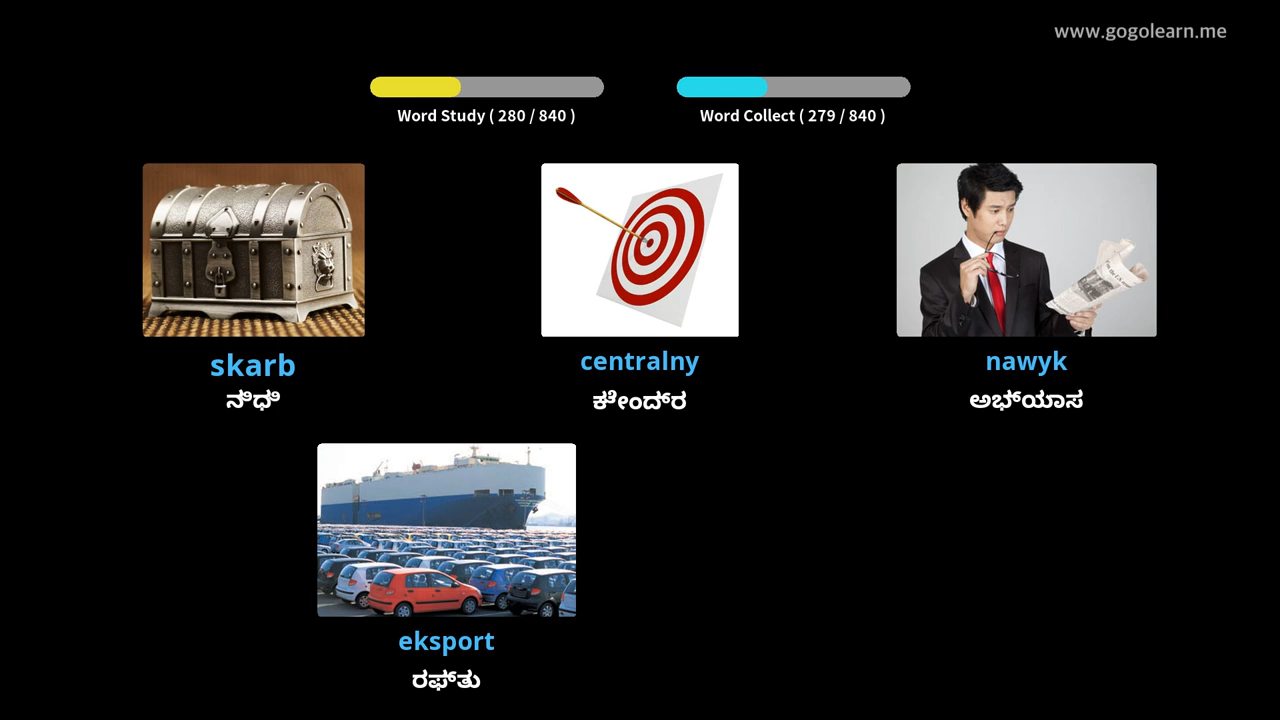 www.gogolearn.me
Word Study ( 280 / 840 )
Word Collect ( 279 / 840 )
skarb
ನಿಧಿ
centralny
ಕೇಂದ್ರ
nawyk
ಅಭ್ಯಾಸ
eksport
ರಫ್ತು